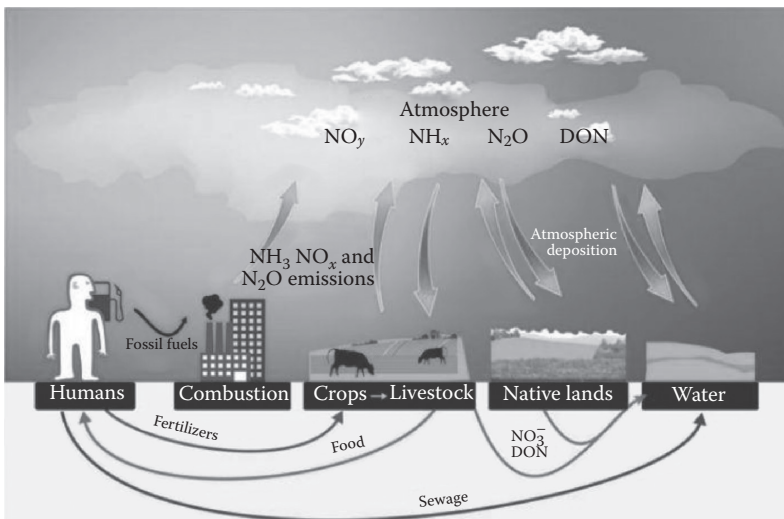 Atmosphere
NOy NHx N2O DON
Atmospheric
deposition
NH3 NOx and
N2O emissions
Fossil fuels
Humans Combustion Crops → Livestock Native lands Water
Fertilizers
Food
NO3−
DON
Sewage